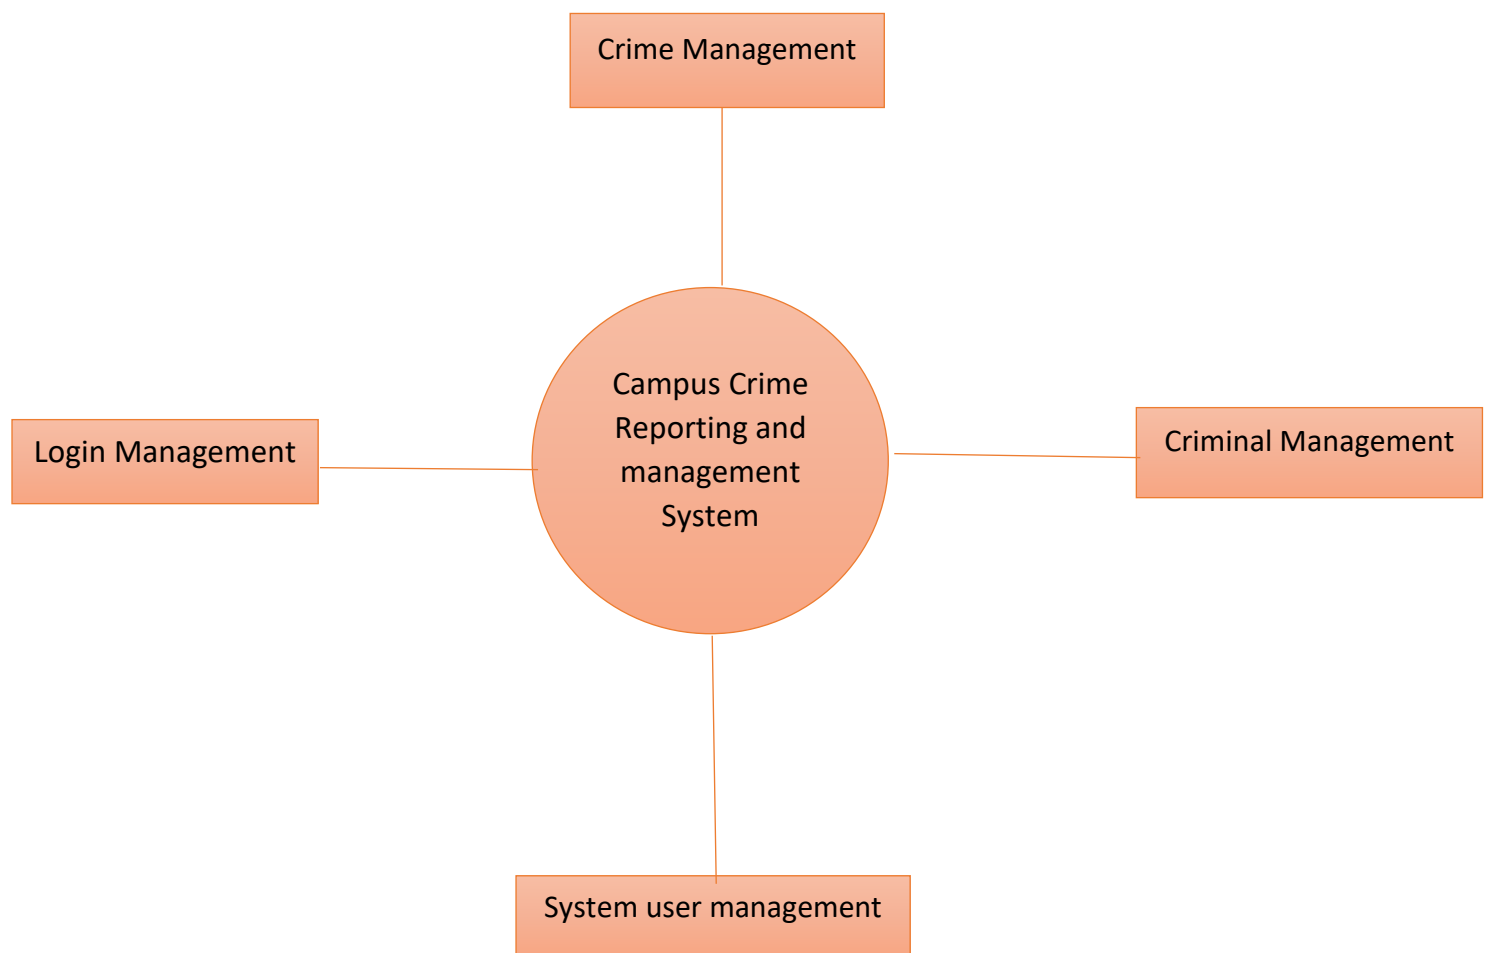 Crime Management
Campus Crime
Reporting and
management
System
Login Management
Criminal Management
System user management